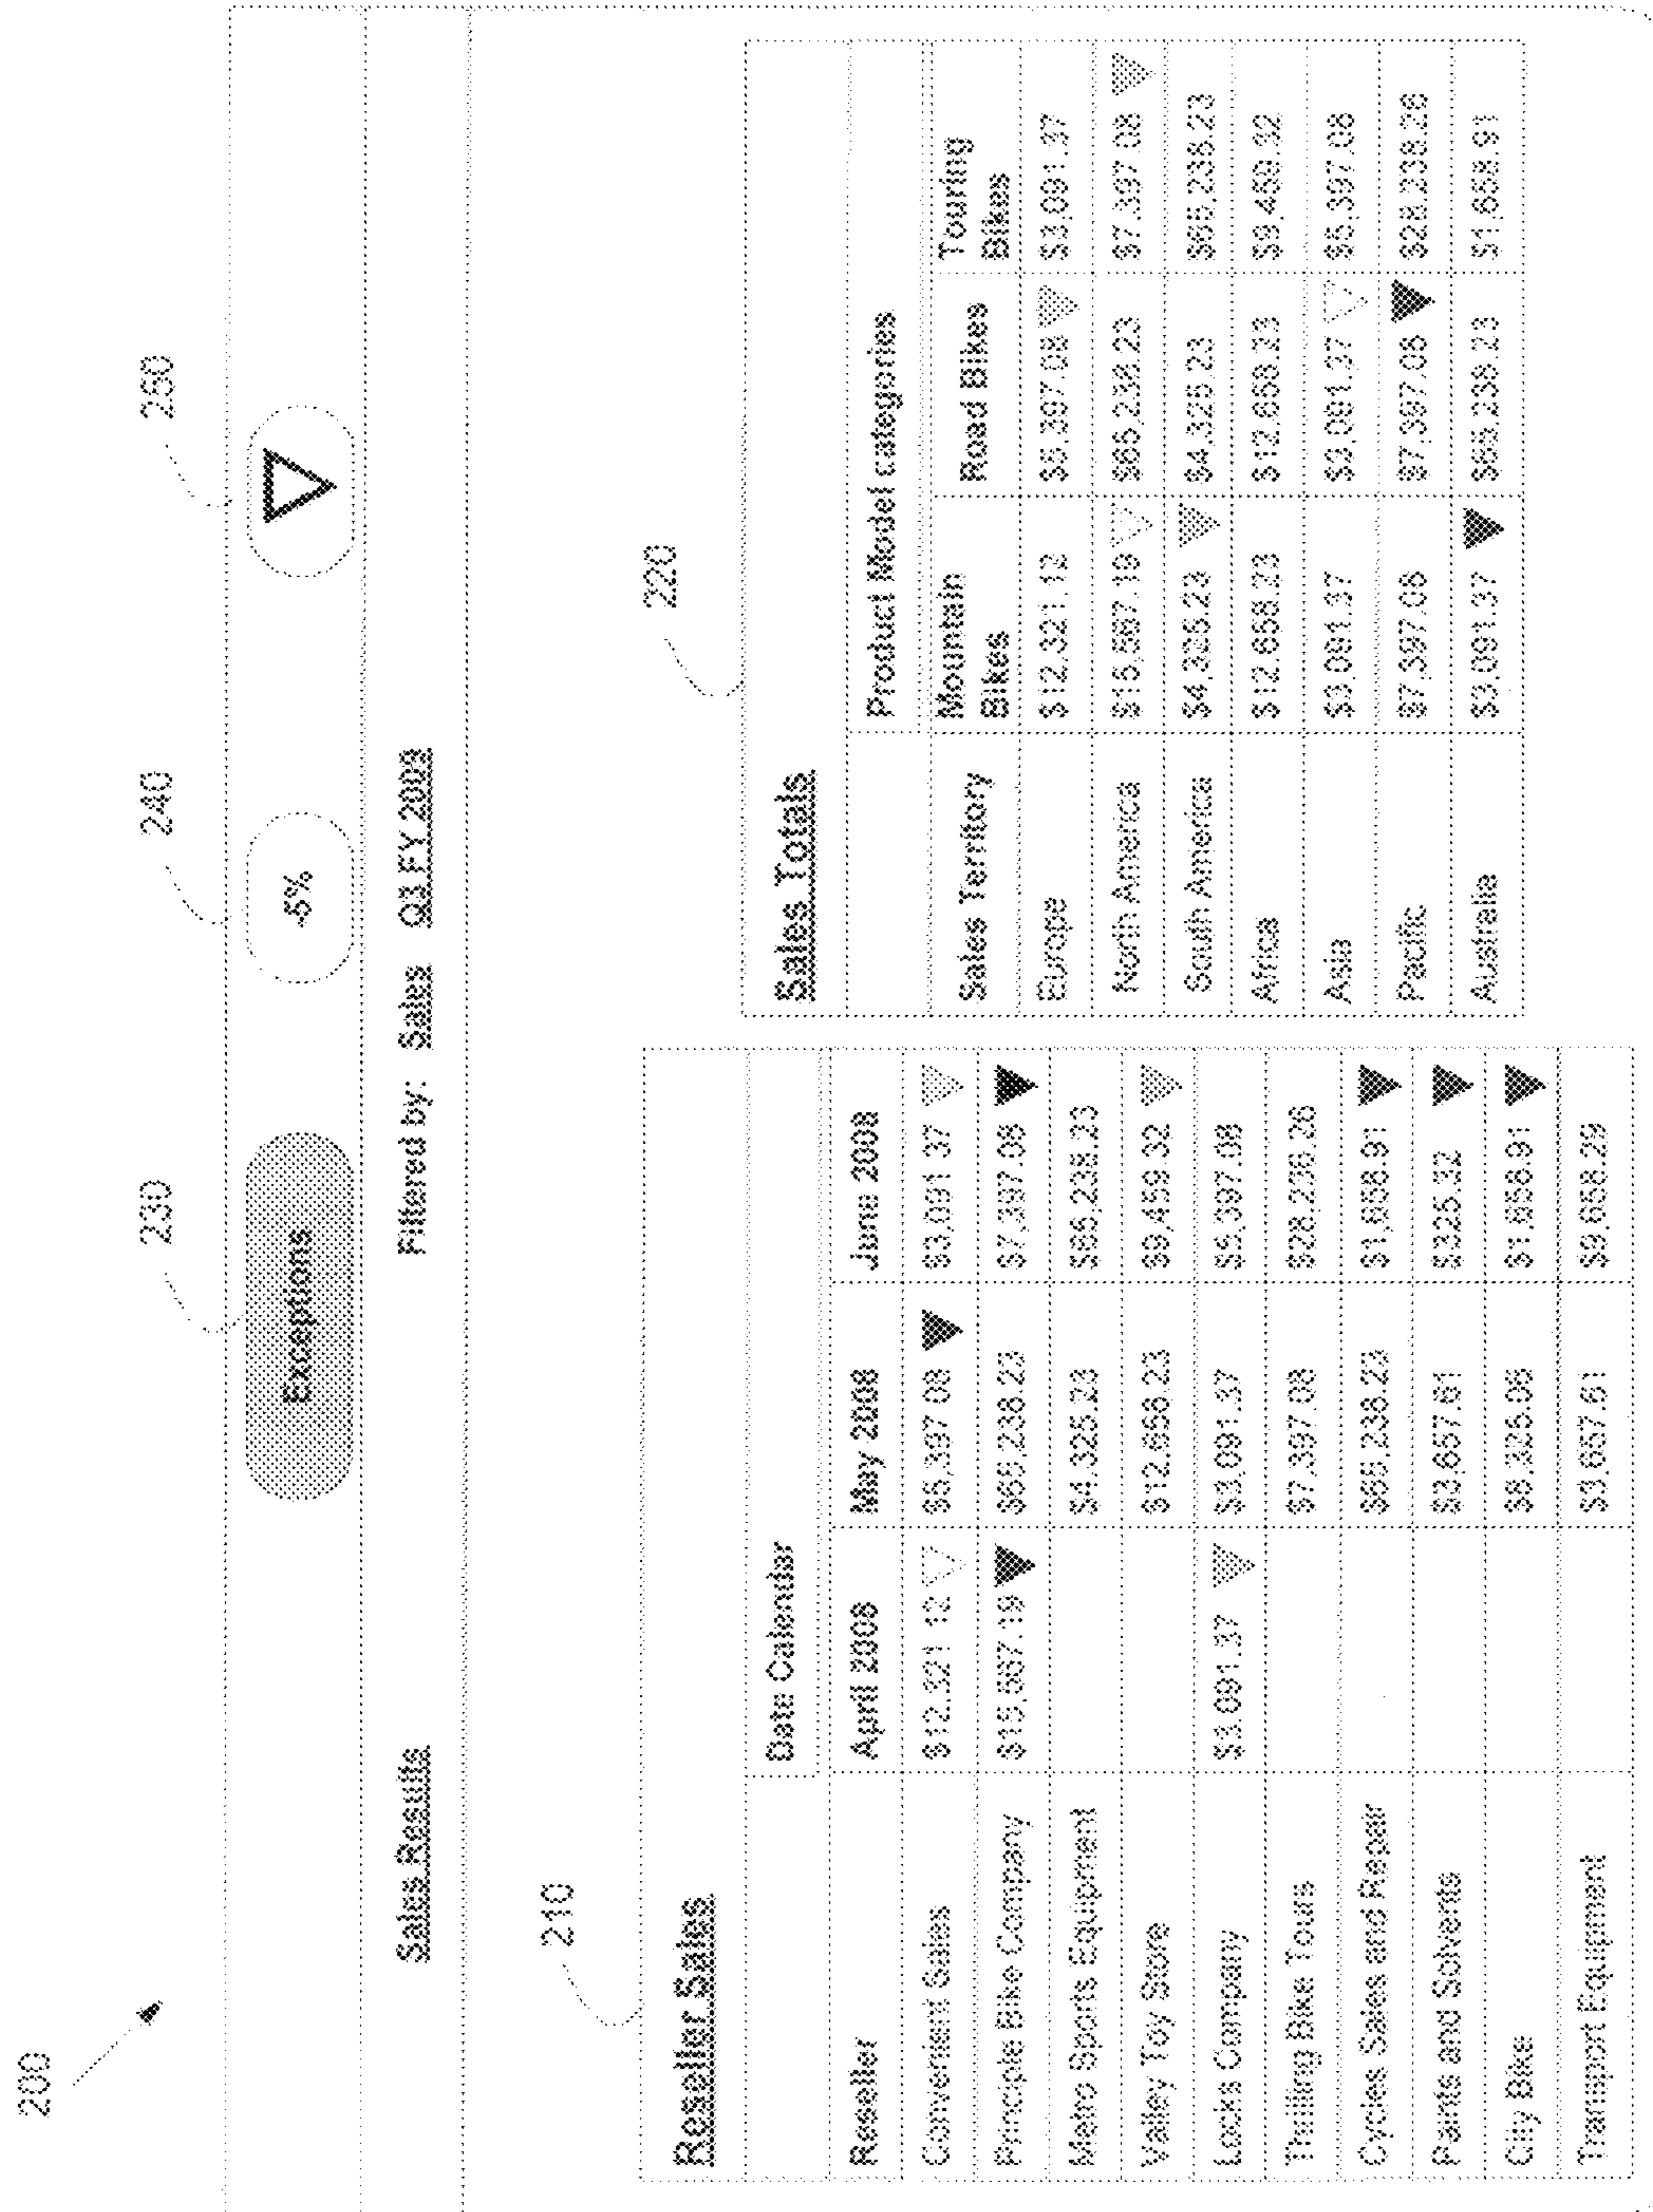 200
230 240 250
Exceptions -5%
Sales Results Filtered by: Sales Q3 FY 2008
210
Reseller Sales
Date Calendar
Reseller April 2008 May 2008 June 2008
Convenient Sales $12,321.12 $5,397.08 $3,091.37
Principle Bike Company $15,567.19 $65,238.23 $7,397.08
Metro Sports Equipment $4,325.23 $65,238.23
Valley Toy Store $12,658.23 $9,459.32
Locks Company $3,091.37 $3,091.37 $5,397.08
Thrilling Bike Tours $7,397.08 $28,238.26
Cycles Sales and Repair $65,238.23 $1,658.91
Paints and Solvents $3,657.61 $325.32
City Bike $8,325.06 $1,658.91
Transport Equipment $3,657.61 $9,658.29
220
Sales Totals
Product Model categories
Sales Territory Mountain Bikes Road Bikes Touring Bikes
Europe $12,321.12 $5,397.08 $3,091.37
North America $15,567.19 $65,238.23 $7,397.08
South America $4,325.23 $4,325.23 $65,238.23
Africa $12,658.23 $12,658.23 $9,459.32
Asia $3,091.37 $3,091.37 $5,397.08
Pacific $7,397.08 $7,397.08 $28,238.26
Australia $3,091.37 $65,238.23 $1,658.91